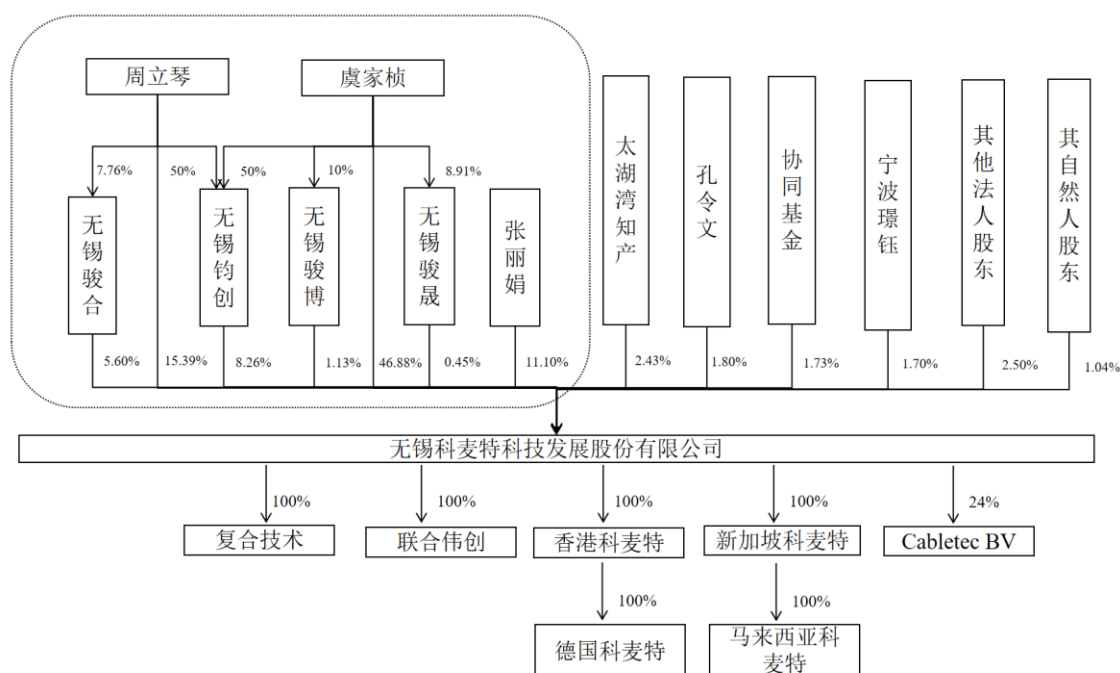 周立琴
虞家桢
7.76%
50%
50%
10%
8.91%
无锡骏合
无锡钧创
无锡骏博
无锡骏晟
张丽娟
太湖湾知产
孔令文
协同基金
宁波璟钰
其他法人股东
其自然人股东
5.60%
15.39%
8.26%
1.13%
46.88%
0.45%
11.10%
2.43%
1.80%
1.73%
1.70%
2.50%
1.04%
无锡科麦特科技发展股份有限公司
100%
100%
100%
100%
24%
复合技术
联合伟创
香港科麦特
新加坡科麦特
Cabletec BV
100%
100%
德国科麦特
马来西亚科
麦特